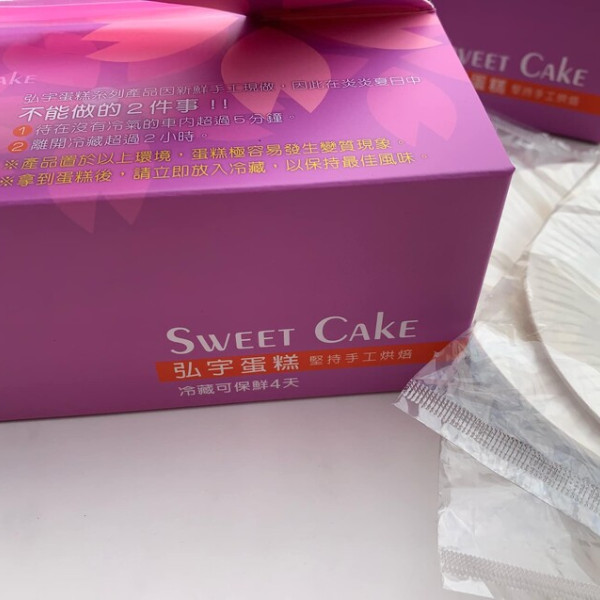 AKE
弘宇蛋糕系列產品因新鮮手工現做，因此在炎炎夏日中
不能做的2件事!!
1 待在沒有冷氣的車內超過5分鐘。
2 離開冷藏超過2小時。
※產品置於以上環境，蛋糕極容易發生變質現象。
※拿到蛋糕後，請立即放入冷藏，以保持最佳風味。
SWEET CAKE
弘宇蛋糕 堅持手工烘焙
冷藏可保鮮4天
SWEET CAKE
蛋糕 堅持手工烘焙